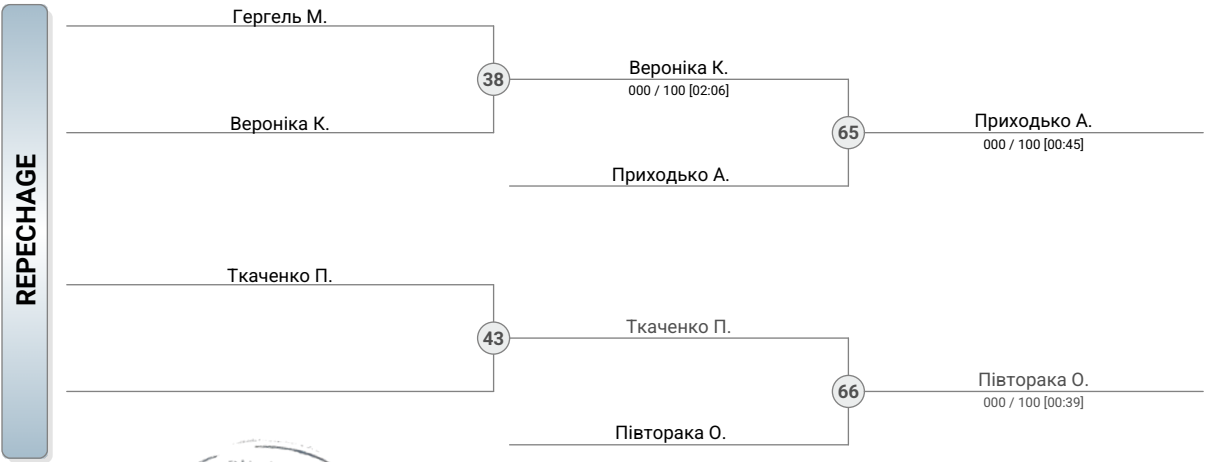 REPECHAGE
Гергель М.
38
Вероніка К.
Вероніка К.
000 / 100 [02:06]
65
Приходько А.
Приходько А.
000 / 100 [00:45]
Ткаченко П.
43
Ткаченко П.
66
Півторака О.
Півторака О.
000 / 100 [00:39]